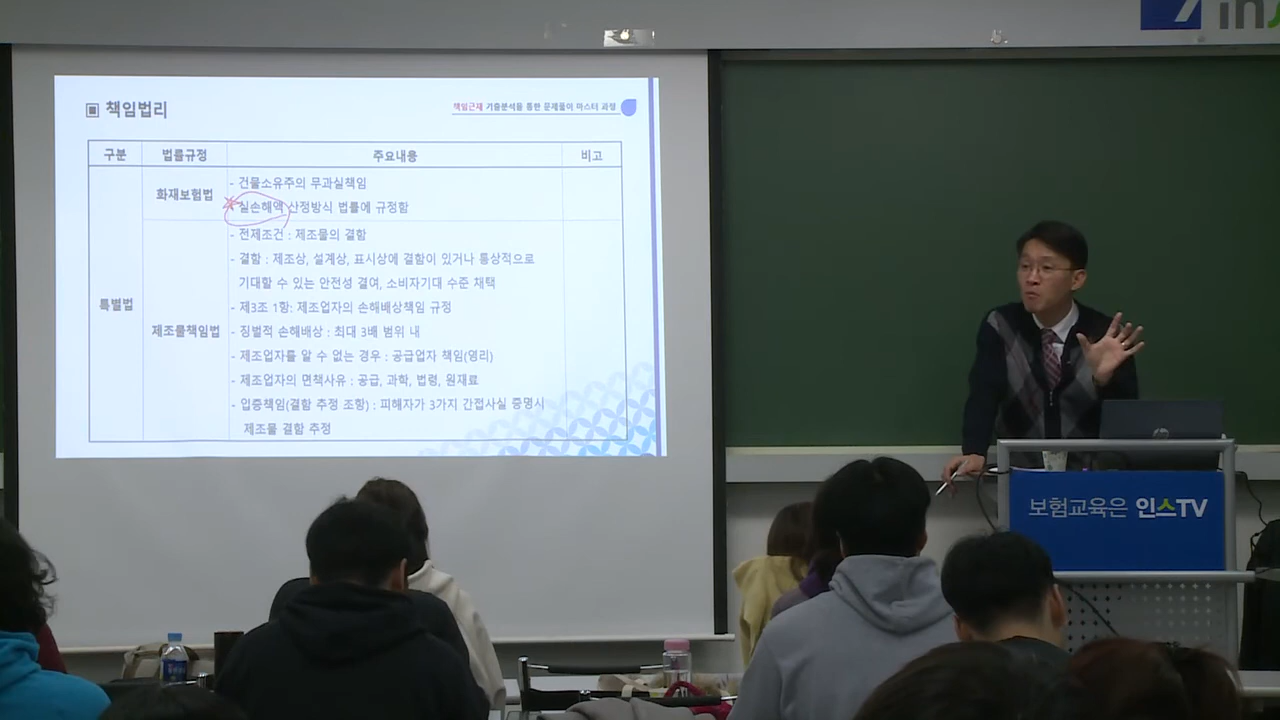 ■ 책임법리
책임근재 기출분석을 통한 문제풀이 마스터 과정
구분 법률규정 주요내용 비고
특별법
화재보험법
- 건물소유주의 무과실책임
- 실손해액 산정방식 법률에 규정함
제조물책임법
- 전제조건 : 제조물의 결함
- 결함 : 제조상, 설계상, 표시상에 결함이 있거나 통상적으로
기대할 수 있는 안전성 결여, 소비자기대 수준 채택
- 제3조 1항: 제조업자의 손해배상책임 규정
- 징벌적 손해배상 : 최대 3배 범위 내
- 제조업자를 알 수 없는 경우 : 공급업자 책임(영리)
- 제조업자의 면책사유 : 공급, 과학, 법령, 원재료
- 입증책임(결함 추정 조항) : 피해자가 3가지 간접사실 증명시
제조물 결함 추정
보험교육은 인스TV